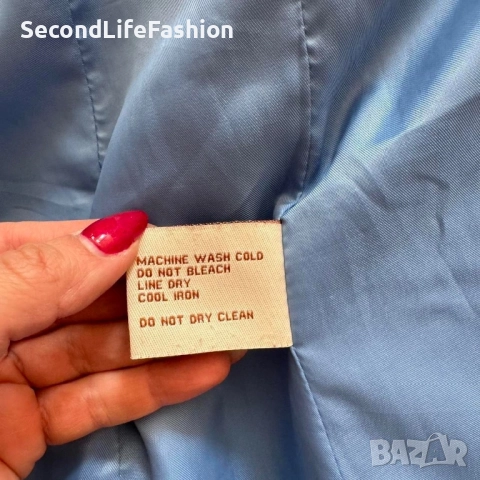 SecondLifeFashion
MACHINE WASH COLD
DO NOT BLEACH
LINE DRY
COOL IRON
DO NOT DRY CLEAN
BAZAR